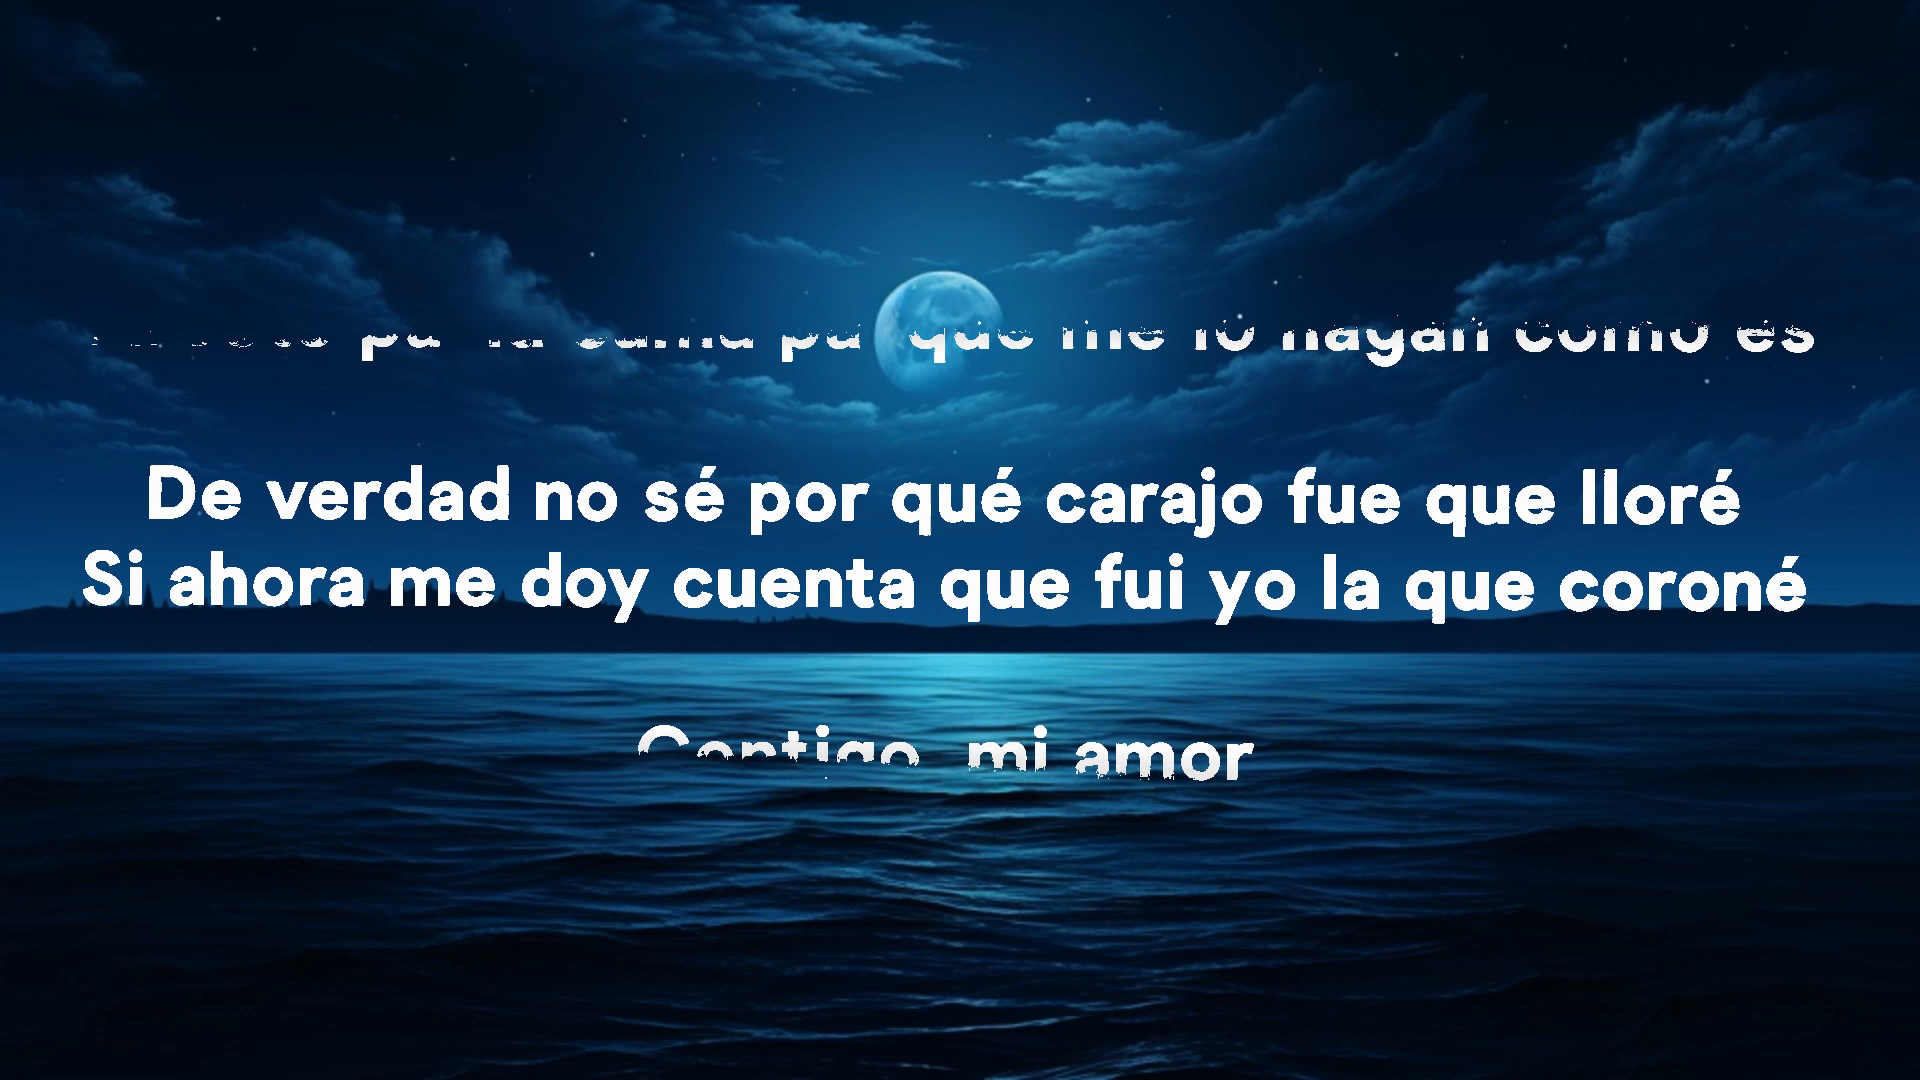 pa' la cama pa' que me lo hagan como es
De verdad no sé por qué carajo fue que lloré
Si ahora me doy cuenta que fui yo la que coroné
Contigo, mi amor